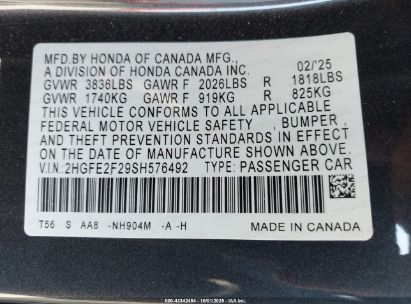 MFD.BY HONDA OF CANADA MFG.,
A DIVISION OF HONDA CANADA INC. 02/'25
GVWR 3836LBS GAWR F 2026LBS R 1818LBS
GVWR 1740KG GAWR F 919KG R 825KG
THIS VEHICLE CONFORMS TO ALL APPLICABLE
FEDERAL MOTOR VEHICLE SAFETY , BUMPER ,
AND THEFT PREVENTION STANDARDS IN EFFECT
ON THE DATE OF MANUFACTURE SHOWN ABOVE.
V.I.N:2HGFE2F29SH576492 TYPE: PASSENGER CAR
T56 S AA8 -NH904M -A -H MADE IN CANADA